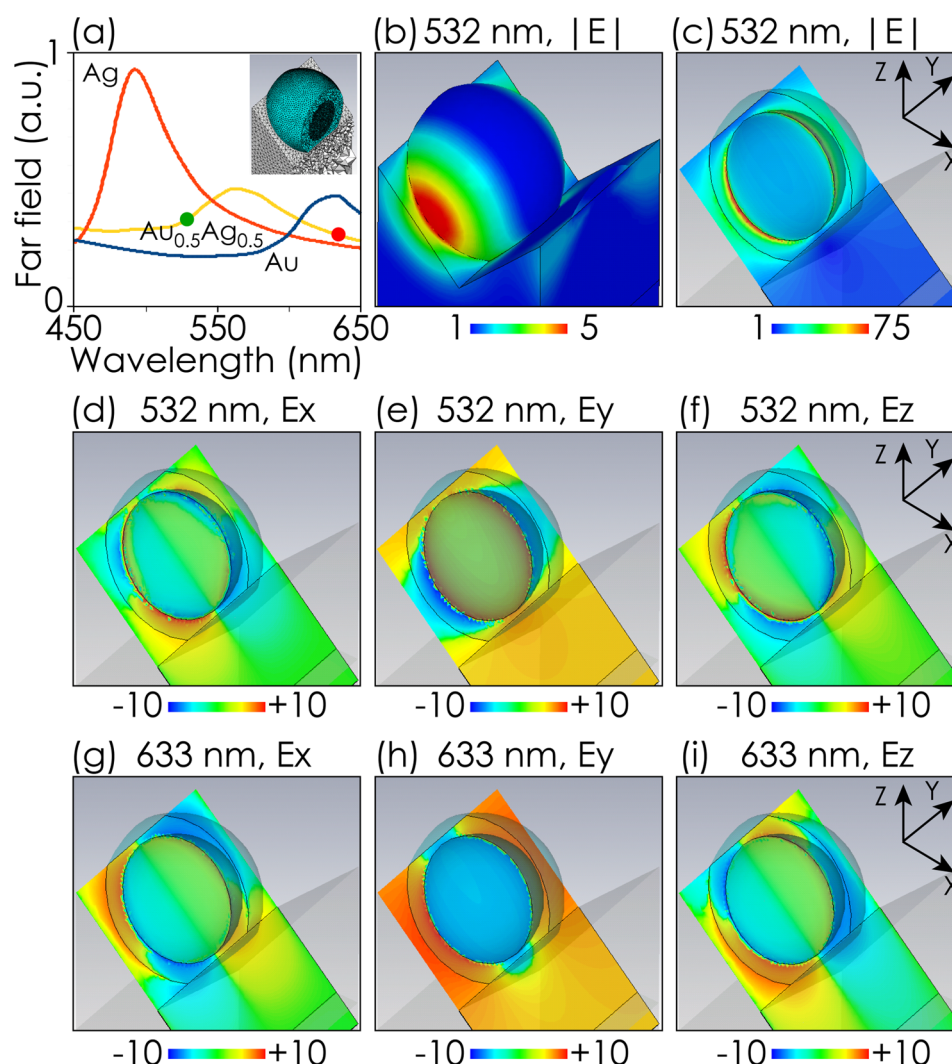 (a)
(b) 532 nm, |E|
(c) 532 nm, |E|
1
Ag
Far field (a.u.)
Au0.5Ag0.5
Au
0
450 550 650
Wavelength (nm)
1 5
Z Y X
1 75
(d) 532 nm, Ex
(e) 532 nm, Ey
(f) 532 nm, Ez
Z Y X
-10 +10
-10 +10
-10 +10
(g) 633 nm, Ex
(h) 633 nm, Ey
(i) 633 nm, Ez
Z Y X
-10 +10
-10 +10
-10 +10